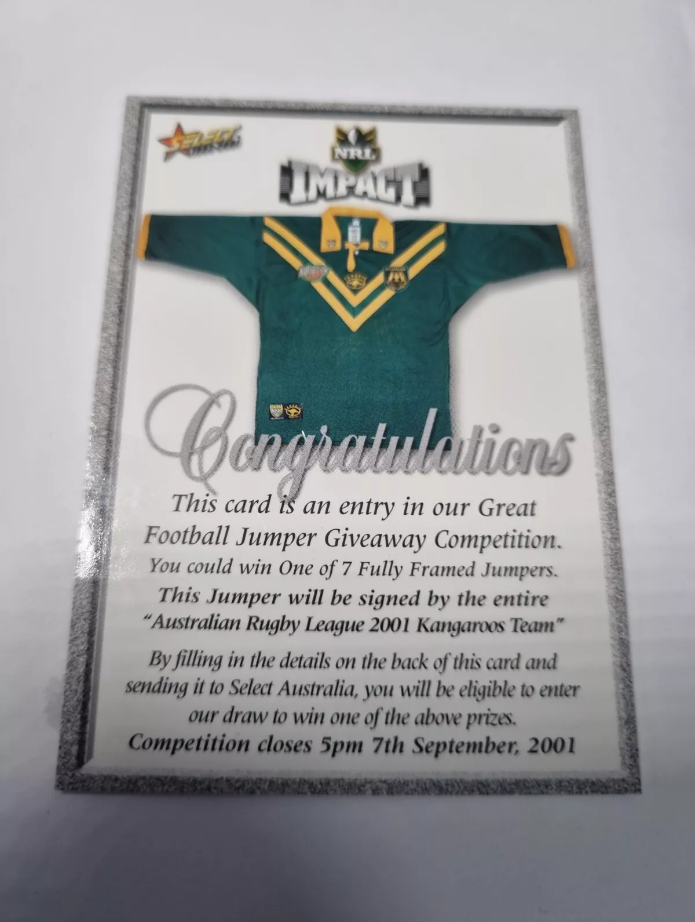 SELECT
NRL
IMPACT
Congratulations
This card is an entry in our Great
Football Jumper Giveaway Competition.
You could win One of 7 Fully Framed Jumpers.
This Jumper will be signed by the entire
“Australian Rugby League 2001 Kangaroos Team”
By filling in the details on the back of this card and
sending it to Select Australia, you will be eligible to enter
our draw to win one of the above prizes.
Competition closes 5pm 7th September, 2001